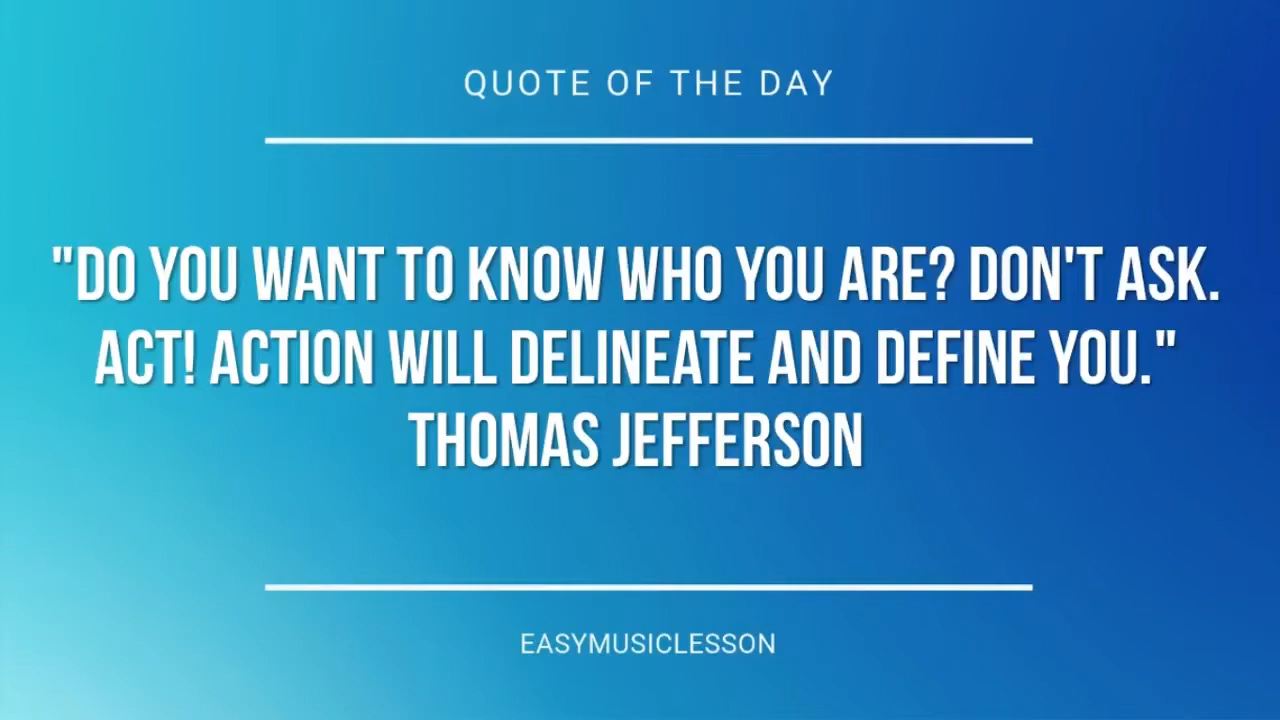 QUOTE OF THE DAY
"DO YOU WANT TO KNOW WHO YOU ARE? DON'T ASK.
ACT! ACTION WILL DELINEATE AND DEFINE YOU."
THOMAS JEFFERSON
EASYMUSICLESSON